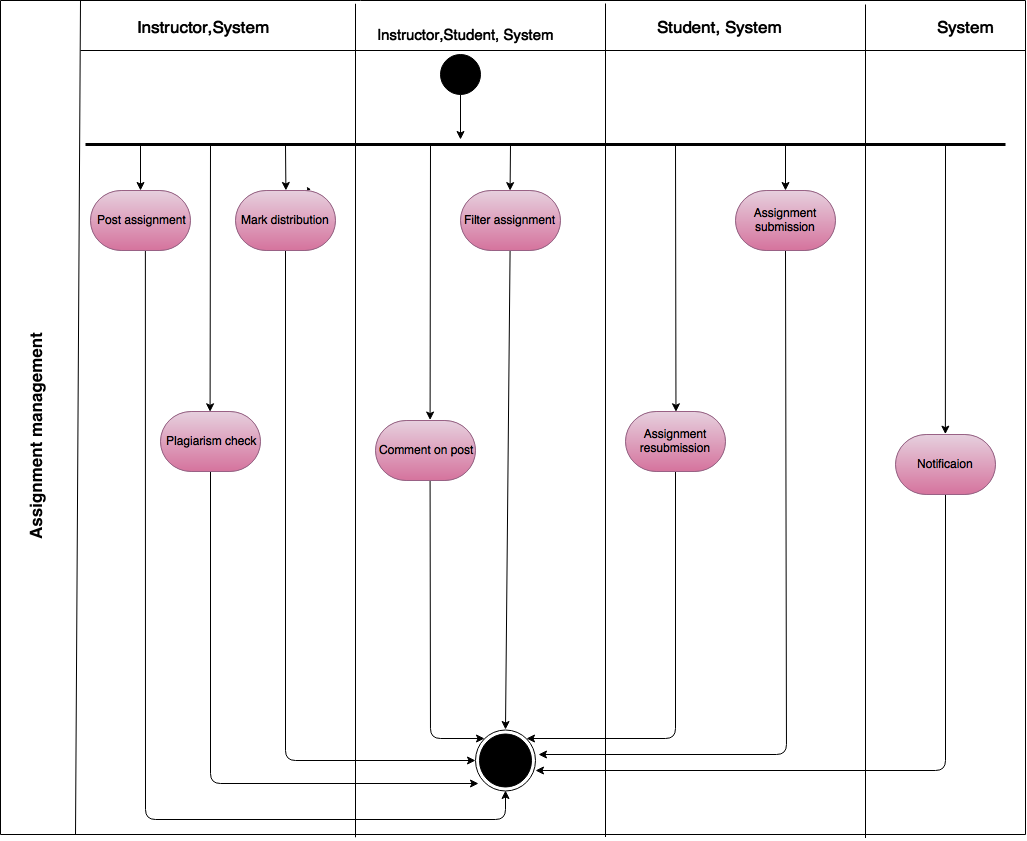 Instructor,System
Instructor,Student, System
Student, System
System
Assignment management
Post assignment
Mark distribution
Filter assignment
Assignment
submission
Plagiarism check
Comment on post
Assignment
resubmission
Notificaion